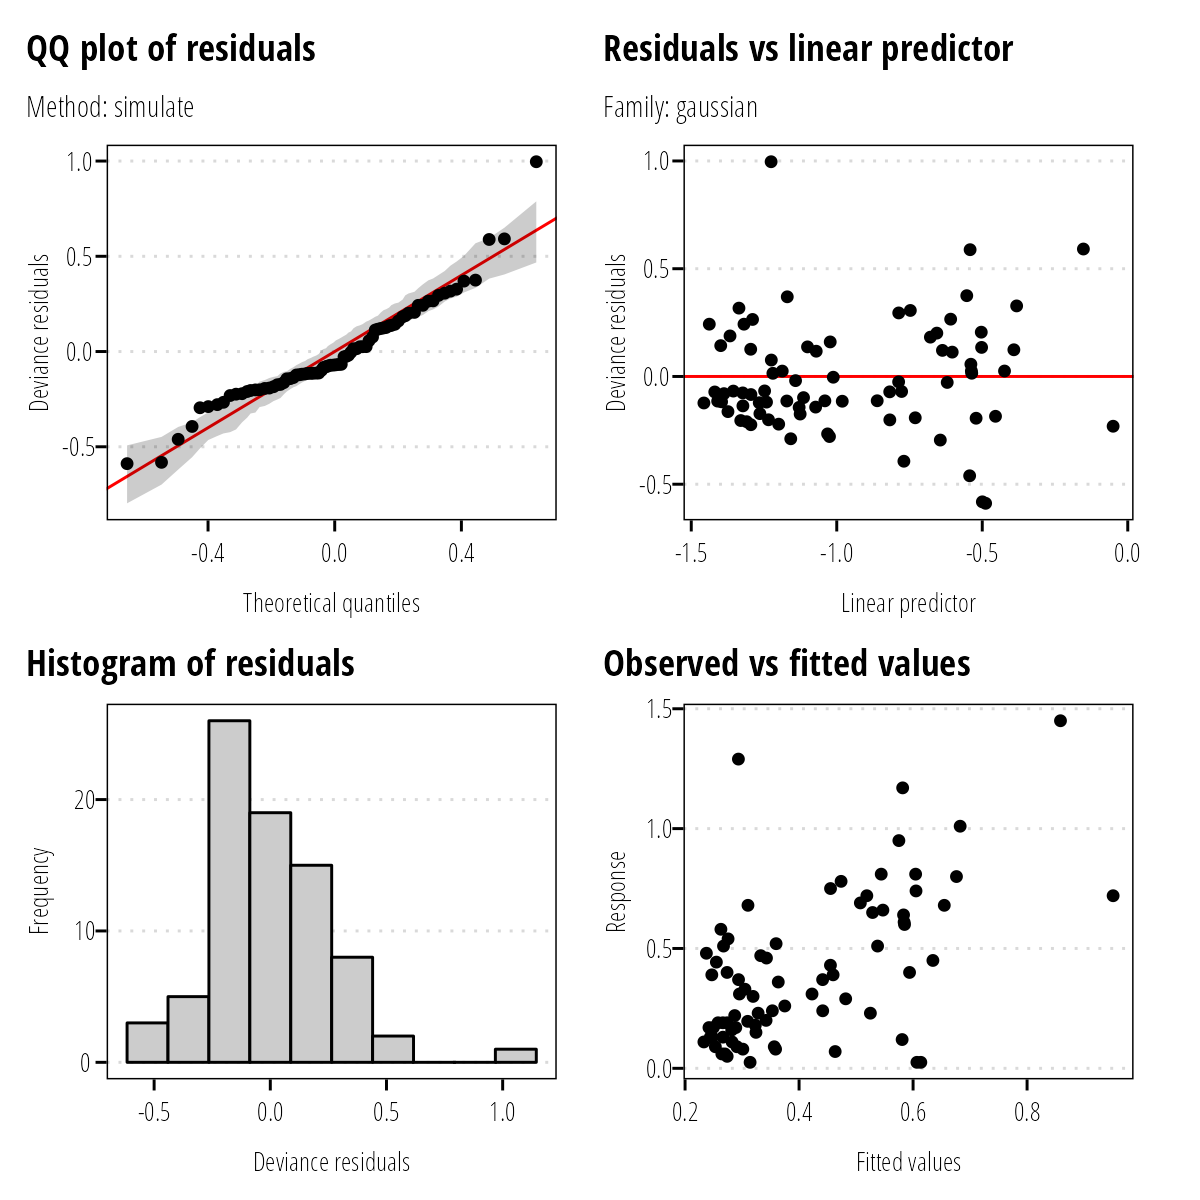 QQ plot of residuals
Method: simulate
1.0
0.5
0.0
-0.5
Deviance residuals
-0.4
0.0
0.4
Theoretical quantiles
Residuals vs linear predictor
Family: gaussian
1.0
0.5
0.0
-0.5
Deviance residuals
-1.5
-1.0
-0.5
0.0
Linear predictor
Histogram of residuals
20
10
0
Frequency
-0.5
0.0
0.5
1.0
Deviance residuals
Observed vs fitted values
1.5
1.0
0.5
0.0
Response
0.2
0.4
0.6
0.8
Fitted values